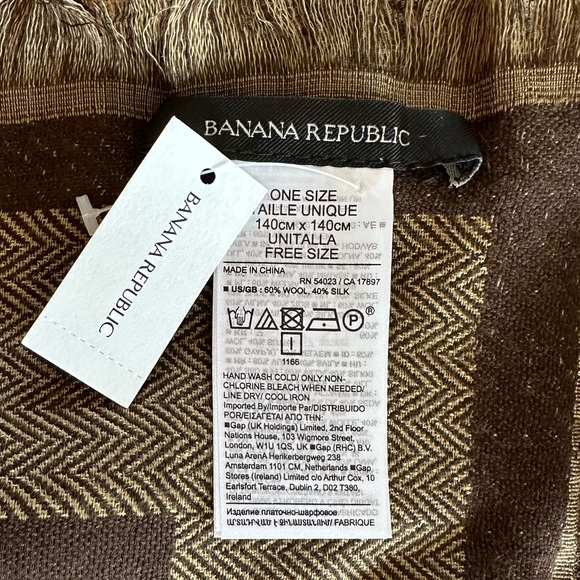 BANANA REPUBLIC
BANANA REPUBLIC
ONE SIZE
TAILLE UNIQUE
140CM X 140CM
UNITALLA
FREE SIZE
MADE IN CHINA
RN 54023 / CA 17897
■ US/GB : 60% WOOL, 40% SILK
P
1166
HAND WASH COLD/ ONLY NON-
CHLORINE BLEACH WHEN NEEDED/
LINE DRY/ COOL IRON
Imported By/Importe Par/DISTRIBUIDO
POR/ΕΙΣΑΓΕΤΑΙ ΑΠΟ ΤΗΝ:
■Gap (UK Holdings) Limited, 2nd Floor
Nations House, 103 Wigmore Street,
London, W1U 1QS, UK ■Gap (RHC) B.V.
Luna ArenA Herikerbergweg 238
Amsterdam 1101 CM, Netherlands ■Gap
Stores (Ireland) Limited c/o Arthur Cox, 10
Earlsfort Terrace, Dublin 2, D02 T380,
Ireland
Изделие платочно-шарфовое
FABRIQUE